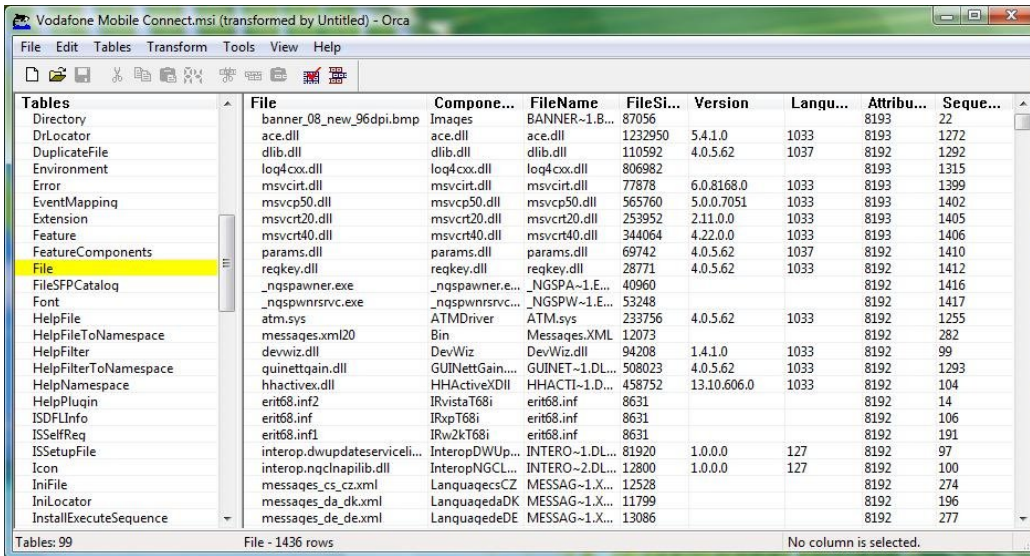 Vodafone Mobile Connect.msi (transformed by Untitled) - Orca
File Edit Tables Transform Tools View Help
Tables File Compone... FileName FileSi... Version Langu... Attribu... Seque...
Directory banner_08_new_96dpi.bmp Images BANNER~1.B... 87056 8193 22
DrLocator ace.dll ace.dll ace.dll 1232950 5.4.1.0 1033 8193 1272
DuplicateFile dlib.dll dlib.dll dlib.dll 110592 4.0.5.62 1037 8192 1292
Environment log4cxx.dll log4cxx.dll log4cxx.dll 806982 8193 1315
Error msvcirt.dll msvcirt.dll msvcirt.dll 77878 6.0.8168.0 1033 8193 1399
EventMapping msvcp50.dll msvcp50.dll msvcp50.dll 565760 5.0.0.7051 1033 8193 1402
Extension msvcrt20.dll msvcrt20.dll msvcrt20.dll 253952 2.11.0.0 1033 8193 1405
Feature msvcrt40.dll msvcrt40.dll msvcrt40.dll 344064 4.22.0.0 1033 8193 1406
FeatureComponents params.dll params.dll params.dll 69742 4.0.5.62 1037 8192 1410
File regkey.dll regkey.dll regkey.dll 28771 4.0.5.62 1033 8192 1412
FileSFPCatalog _ngspawner.exe _ngspawner.e... _NGSPA~1.E... 40960 8192 1416
Font _ngspwnrsrvc.exe _ngspwnrsrvc... _NGSPW~1.E... 53248 8192 1417
HelpFile atm.sys ATMDriver ATM.sys 233756 4.0.5.62 1033 8192 1255
HelpFileToNamespace messages.xml20 Bin Messages.XML 12073 8192 282
HelpFilter devwiz.dll DevWiz DevWiz.dll 94208 1.4.1.0 1033 8192 99
HelpFilterToNamespace guinettgain.dll GUINettGain.... GUINET~1.DL... 508023 4.0.5.62 1033 8192 1293
HelpNamespace hhactivex.dll HHActiveXDll HHACTI~1.D... 458752 13.10.606.0 1033 8192 104
HelpPlugin erit68.inf2 IRvistaT68i erit68.inf 8631 8192 14
ISDFLInfo erit68.inf IRxpT68i erit68.inf 8631 8192 106
ISSelfReg erit68.inf1 IRw2kT68i erit68.inf 8631 8192 191
ISSetupFile interop.dwupdateserviceli... InteropDWUp... INTERO~1.DL... 81920 1.0.0.0 127 8192 97
Icon interop.ngclnapilib.dll InteropNGCL... INTERO~2.DL... 12800 1.0.0.0 127 8192 100
IniFile messages_cs_cz.xml LanguagecsCZ MESSAG~1.X... 12528 8192 274
IniLocator messages_da_dk.xml LanguagedaDK MESSAG~1.X... 11799 8192 196
InstallExecuteSequence messages_de_de.xml LanguagedeDE MESSAG~1.X... 13086 8192 277
Tables: 99 File - 1436 rows No column is selected.